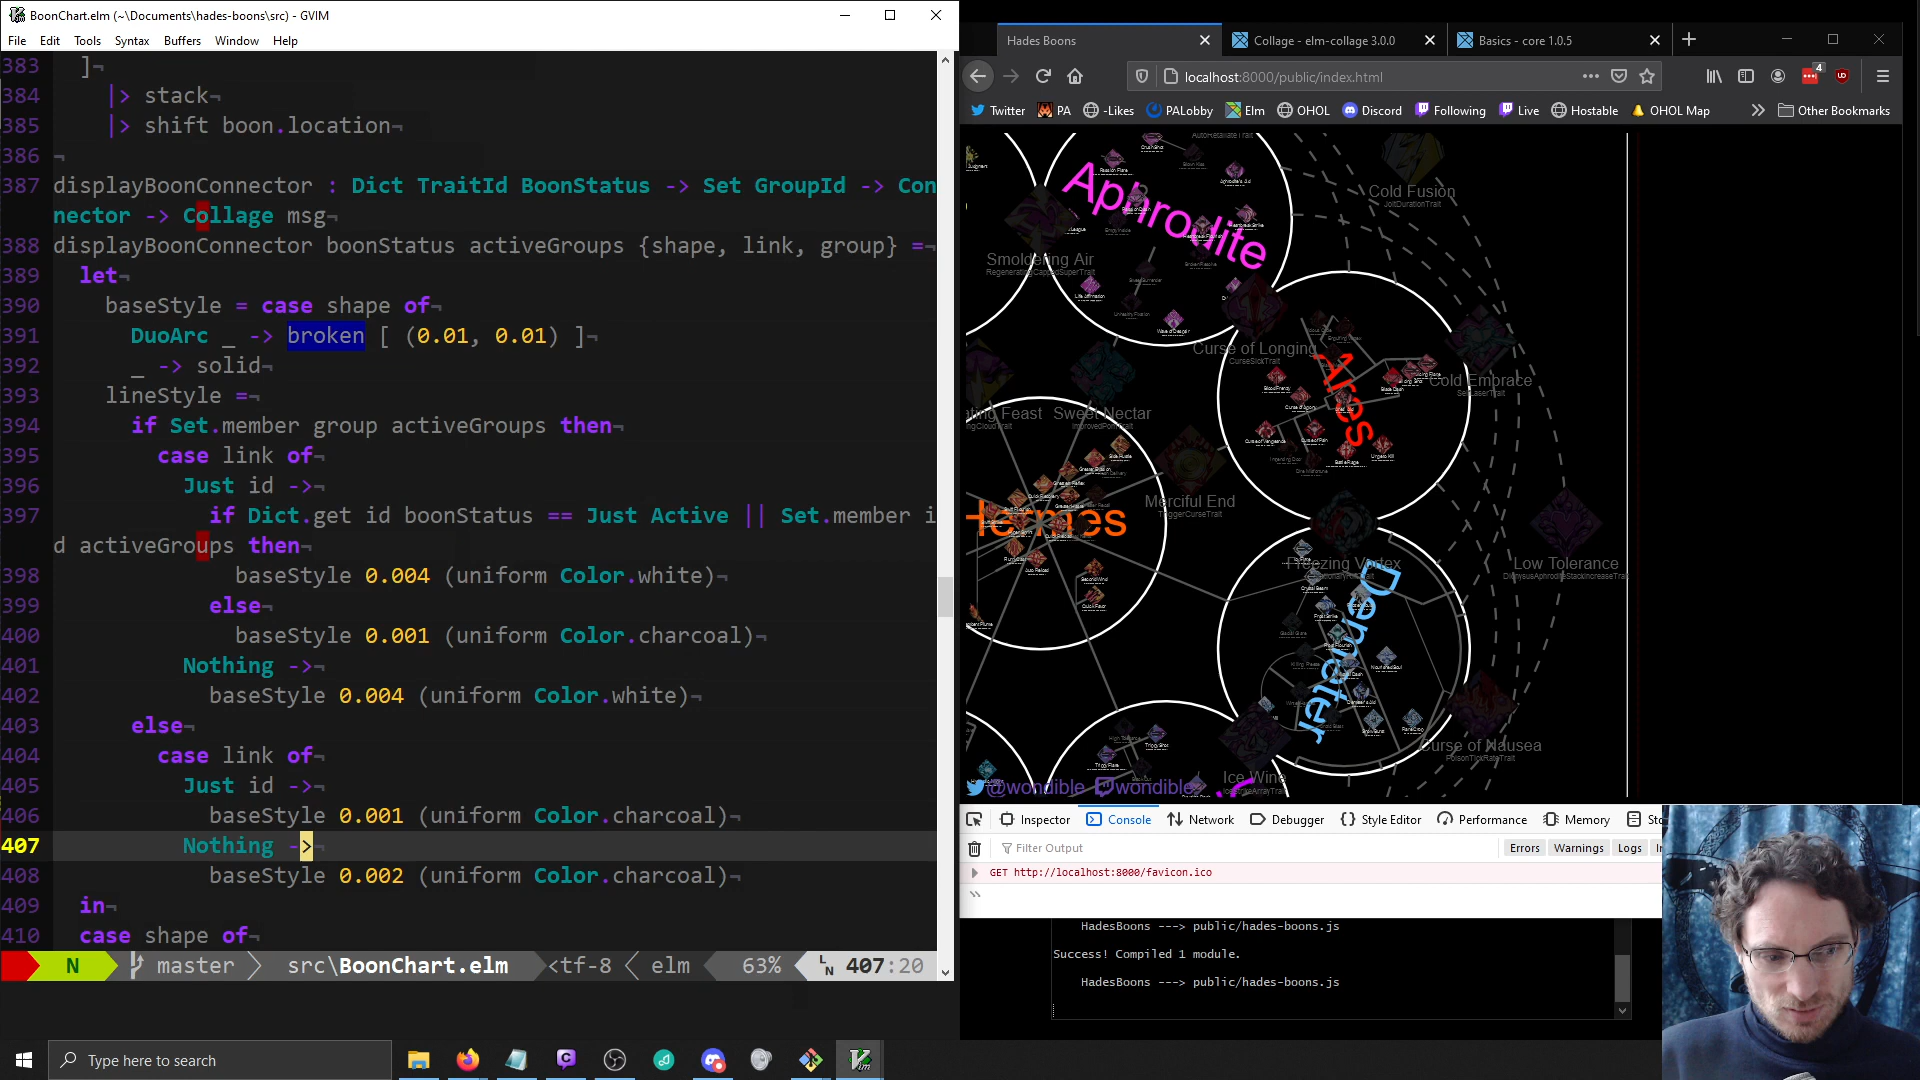 BoonChart.elm (~\Documents\hades-boons\src) - GVIM
File Edit Tools Syntax Buffers Window Help
383 ]¬
384 |> stack¬
385 |> shift boon.location¬
386 ¬
387 displayBoonConnector : Dict TraitId BoonStatus -> Set GroupId -> Con
nector -> Collage msg¬
388 displayBoonConnector boonStatus activeGroups {shape, link, group} =¬
389 let¬
390 baseStyle = case shape of¬
391 DuoArc _ -> broken [ (0.01, 0.01) ]¬
392 _ -> solid¬
393 lineStyle =¬
394 if Set.member group activeGroups then¬
395 case link of¬
396 Just id ->¬
397 if Dict.get id boonStatus == Just Active || Set.member i
d activeGroups then¬
398 baseStyle 0.004 (uniform Color.white)¬
399 else¬
400 baseStyle 0.001 (uniform Color.charcoal)¬
401 Nothing ->¬
402 baseStyle 0.004 (uniform Color.white)¬
403 else¬
404 case link of¬
405 Just id ->¬
406 baseStyle 0.001 (uniform Color.charcoal)¬
407 Nothing ->¬
408 baseStyle 0.002 (uniform Color.charcoal)¬
409 in¬
410 case shape of¬
N master src\BoonChart.elm <tf-8 elm 63% LN 407:20
Type here to search
Hades Boons
Collage - elm-collage 3.0.0
Basics - core 1.0.5
localhost:8000/public/index.html
4
Twitter PA -Likes PALobby Elm OHOL Discord Following Live Hostable OHOL Map Other Bookmarks
Aphrodite
Cold Fusion
JoltDurationTrait
Smoldering Air
RegeneratingCappedSuperTrait
Curse of Longing
CurseSickTrait
Ares
Cold Embrace
SelfLaserTrait
ating Feast
Sweet Nectar
ImprovedPomTrait
Hermes
Merciful End
TriggerCurseTrait
Freezing Vortex
Low Tolerance
DionysusAphroditeStackIncreaseTrait
Demeter
Curse of Nausea
PoisonTickRateTrait
Ice Wine
@wondible wondible
Inspector Console Network Debugger Style Editor Performance Memory Sto
Filter Output
Errors Warnings Logs
GET http://localhost:8000/favicon.ico
HadesBoons ---> public/hades-boons.js
Success! Compiled 1 module.
HadesBoons ---> public/hades-boons.js